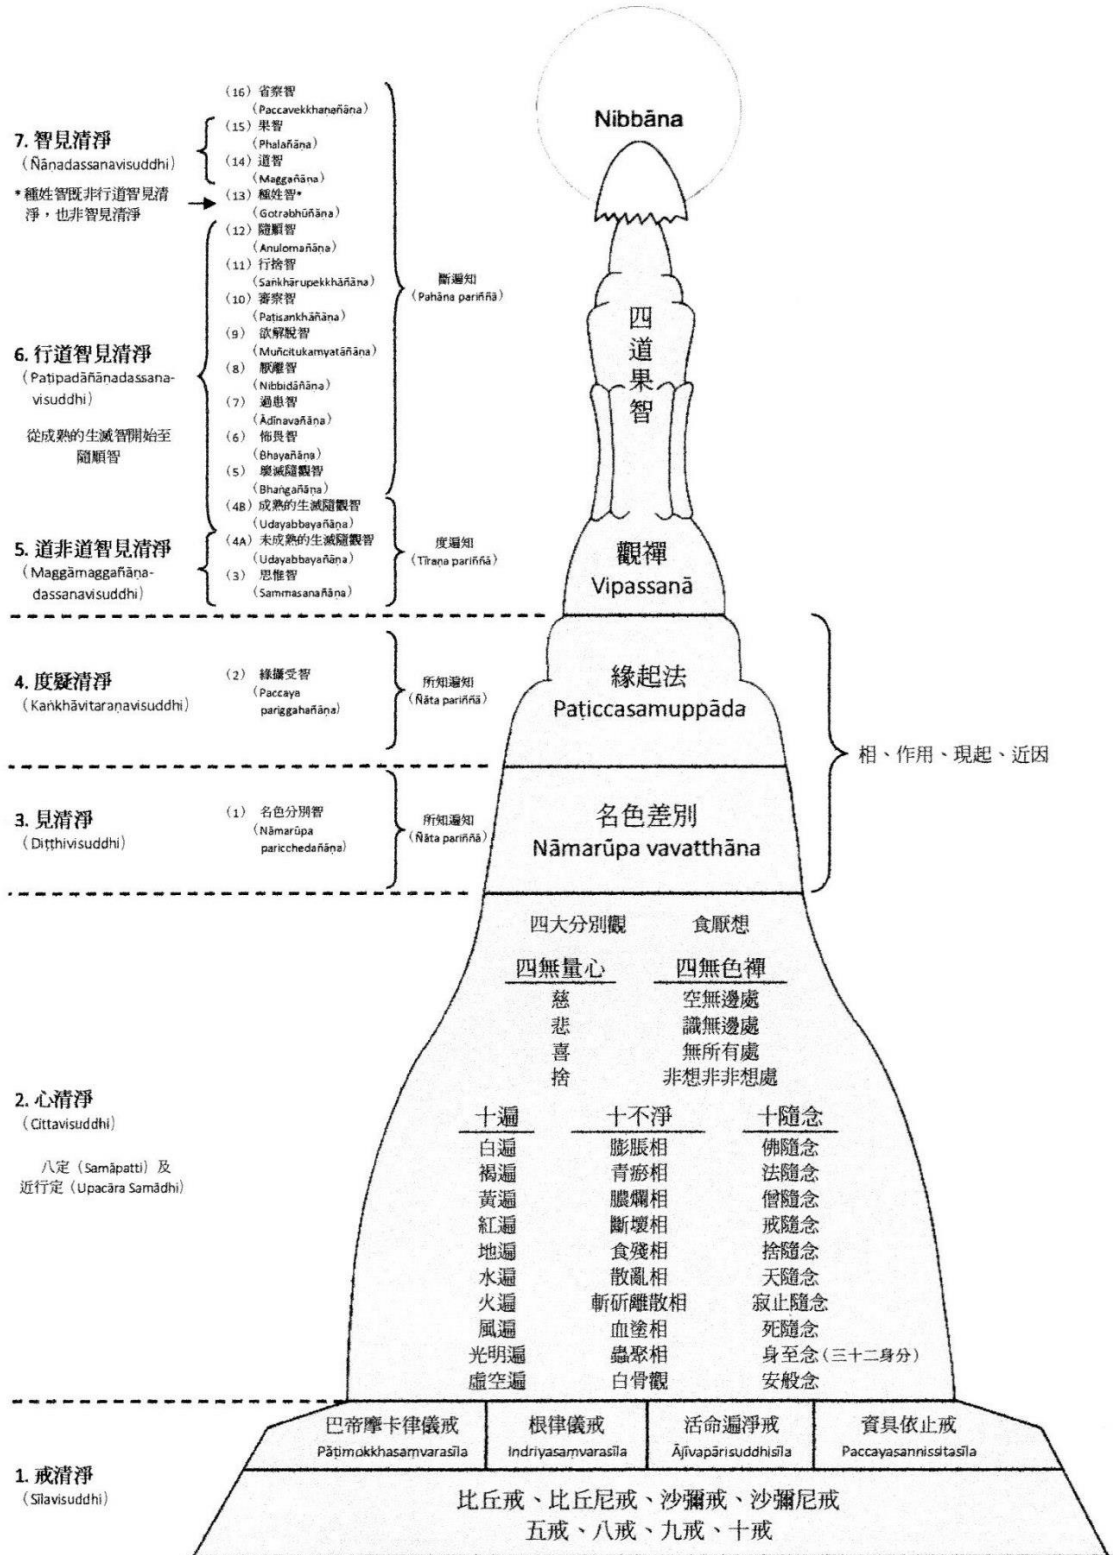 Nibbāna
(16) 省察智
(Paccavekkhaṇañāṇa)
7. 智見清淨
(Ñāṇadassanavisuddhi)
(15) 果智
(Phalañāṇa)
(14) 道智
(Maggañāṇa)
*種姓智既非行道智見清
淨，也非智見清淨
(13) 種姓智*
(Gotrabhūñāṇa)
(12) 隨順智
(Anulomañāṇa)
(11) 行捨智
(Saṅkhārupekkhāñāṇa)
(10) 審察智
(Paṭisankhāñāṇa)
(9) 欲解脫智
(Muñcitukamyatāñāṇa)
(8) 厭離智
(Nibbidāñāṇa)
(7) 過患智
(Ādīnavañāṇa)
(6) 怖畏智
(Bhayañāṇa)
(5) 壞滅隨觀智
(Bhaṅgañāṇa)
斷遍知
(Pahāna pariññā)
6. 行道智見清淨
(Paṭipadāñāṇadassana-
visuddhi)
從成熟的生滅智開始至
隨順智
四
道
果
智
(4B) 成熟的生滅隨觀智
(Udayabbayañāṇa)
5. 道非道智見清淨
(Maggāmaggañāṇa-
dassanavisuddhi)
(4A) 未成熟的生滅隨觀智
(Udayabbayañāṇa)
(3) 思惟智
(Sammasanañāṇa)
度遍知
(Tīraṇa pariññā)
觀禪
Vipassanā
4. 度疑清淨
(Kaṅkhāvitaraṇavisuddhi)
(2) 緣攝受智
(Paccaya
pariggahañāṇa)
所知遍知
(Ñāta pariññā)
緣起法
Paṭiccasamuppāda
相、作用、現起、近因
3. 見清淨
(Diṭṭhivisuddhi)
(1) 名色分別智
(Nāmarūpa
paricchedañāṇa)
所知遍知
(Ñāta pariññā)
名色差別
Nāmarūpa vavatthāna
2. 心清淨
(Cittavisuddhi)
八定（Samāpatti）及
近行定（Upacāra Samādhi）
四大分別觀 食厭想
四無量心 四無色禪
慈 空無邊處
悲 識無邊處
喜 無所有處
捨 非想非非想處
十遍 十不淨 十隨念
白遍 膨脹相 佛隨念
褐遍 青瘀相 法隨念
黃遍 膿爛相 僧隨念
紅遍 斷壞相 戒隨念
地遍 食殘相 捨隨念
水遍 散亂相 天隨念
火遍 斬斫離散相 寂止隨念
風遍 血塗相 死隨念
光明遍 蟲聚相 身至念(三十二身分)
虛空遍 白骨觀 安般念
1. 戒清淨
(Sīlavisuddhi)
巴帝摩卡律儀戒 根律儀戒 活命遍淨戒 資具依止戒
Pāṭimokkhasaṃvarasīla Indriyasaṃvarasīla Ājīvapārisuddhisīla Paccayasannissitasīla
比丘戒、比丘尼戒、沙彌戒、沙彌尼戒
五戒、八戒、九戒、十戒